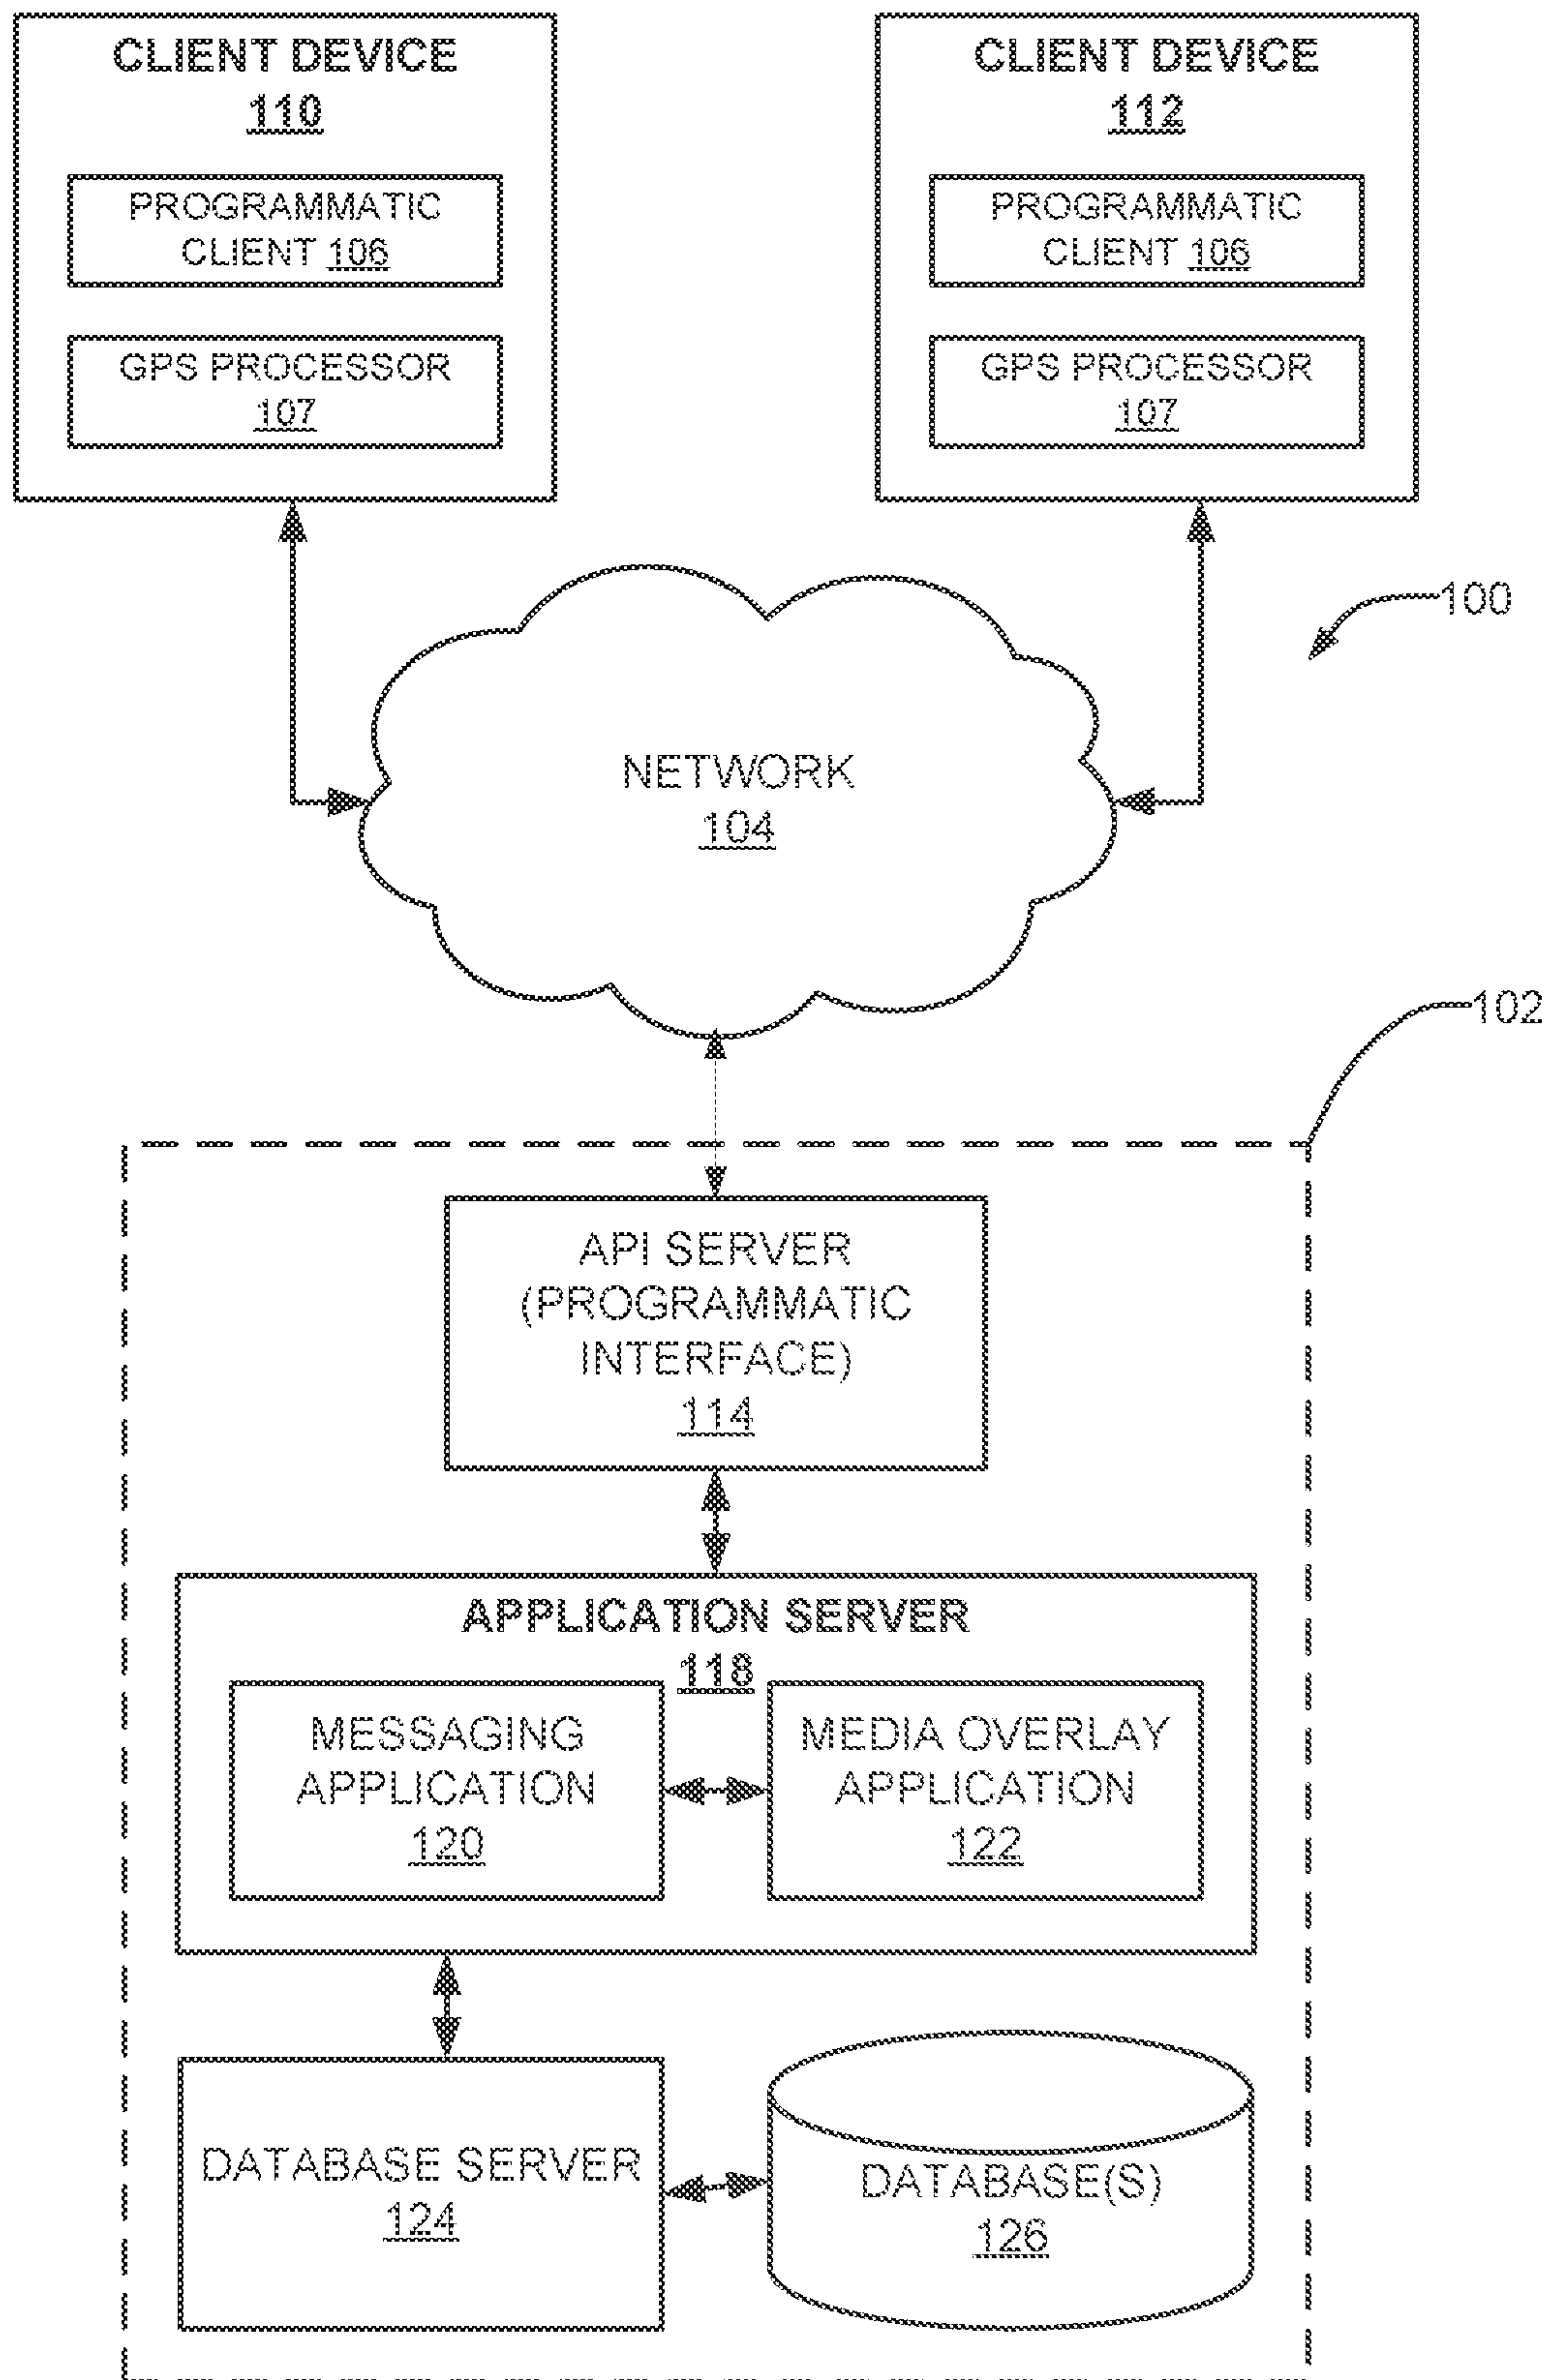 CLIENT DEVICE
110
PROGRAMMATIC
CLIENT 106
GPS PROCESSOR
107
CLIENT DEVICE
112
PROGRAMMATIC
CLIENT 106
GPS PROCESSOR
107
100
NETWORK
104
102
API SERVER
(PROGRAMMATIC
INTERFACE)
114
APPLICATION SERVER
118
MESSAGING
APPLICATION
120
MEDIA OVERLAY
APPLICATION
122
DATABASE SERVER
124
DATABASE(S)
126